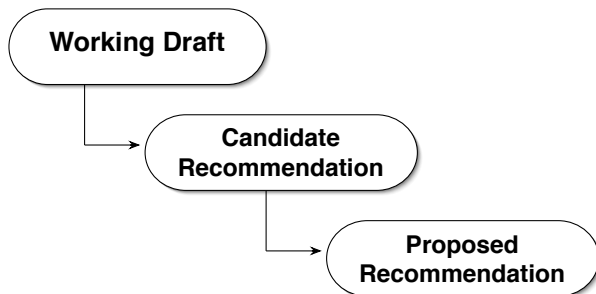 Working Draft
Candidate
Recommendation
Proposed
Recommendation